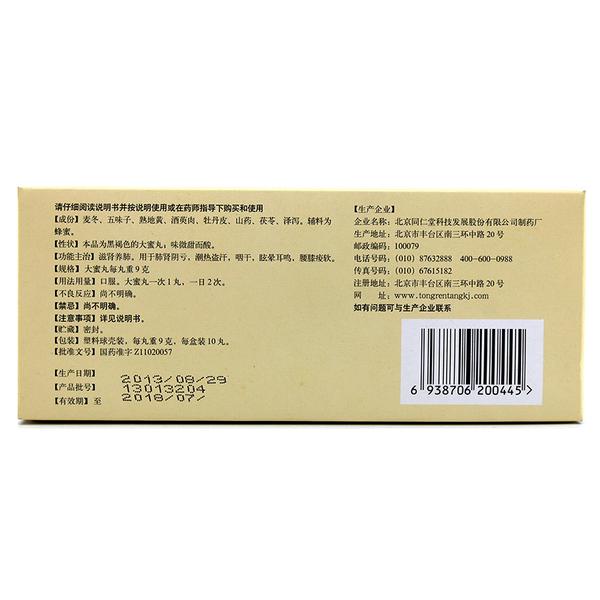 请仔细阅读说明书并按说明使用或在药师指导下购买和使用
【成份】麦冬、五味子、熟地黄、酒萸肉、牡丹皮、山药、茯苓、泽泻。辅料为
蜂蜜。
【性状】本品为黑褐色的大蜜丸；味微甜而酸。
【功能主治】滋肾养肺。用于肺肾阴亏，潮热盗汗，咽干，眩晕耳鸣，腰膝痠软。
【规格】大蜜丸每丸重9克
【用法用量】口服。大蜜丸一次1丸，一日2次。
【不良反应】尚不明确。
【禁忌】尚不明确。
【注意事项】详见说明书。
【贮藏】密封。
【包装】塑料球壳装，每丸重9克，每盒装10丸。
【批准文号】国药准字Z11020057
【生产日期】2013/08/29
【产品批号】13013204
【有效期】至 2018/07/
【生产企业】
企业名称：北京同仁堂科技发展股份有限公司制药厂
生产地址：北京市丰台区南三环中路20号
邮政编码：100079
电话号码：(010) 87632888 400-600-0988
传真号码：(010) 67615182
注册地址：北京市丰台区南三环中路20号
网 址：www.tongrentangkj.com
如有问题可与生产企业联系
6 938706 200445 >